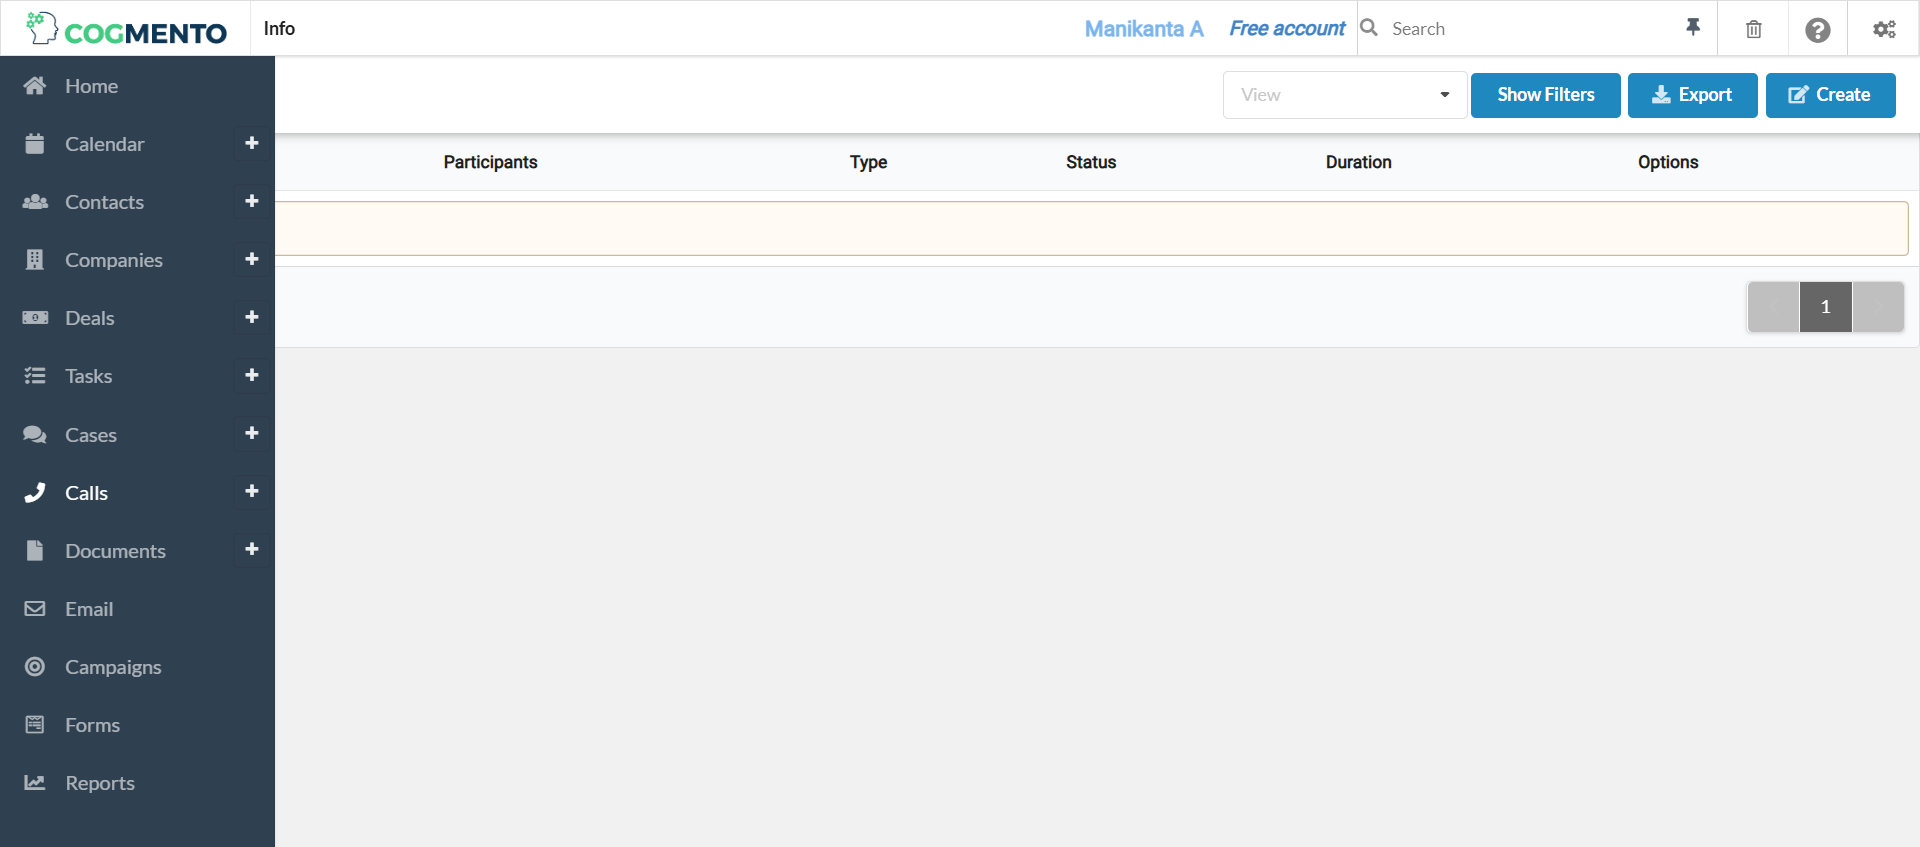 COGMENTO
Info
Manikanta A
Free account
Search
Home
Calendar
Contacts
Companies
Deals
Tasks
Cases
Calls
Documents
Email
Campaigns
Forms
Reports
View
Show Filters
Export
Create
Participants Type Status Duration Options
1